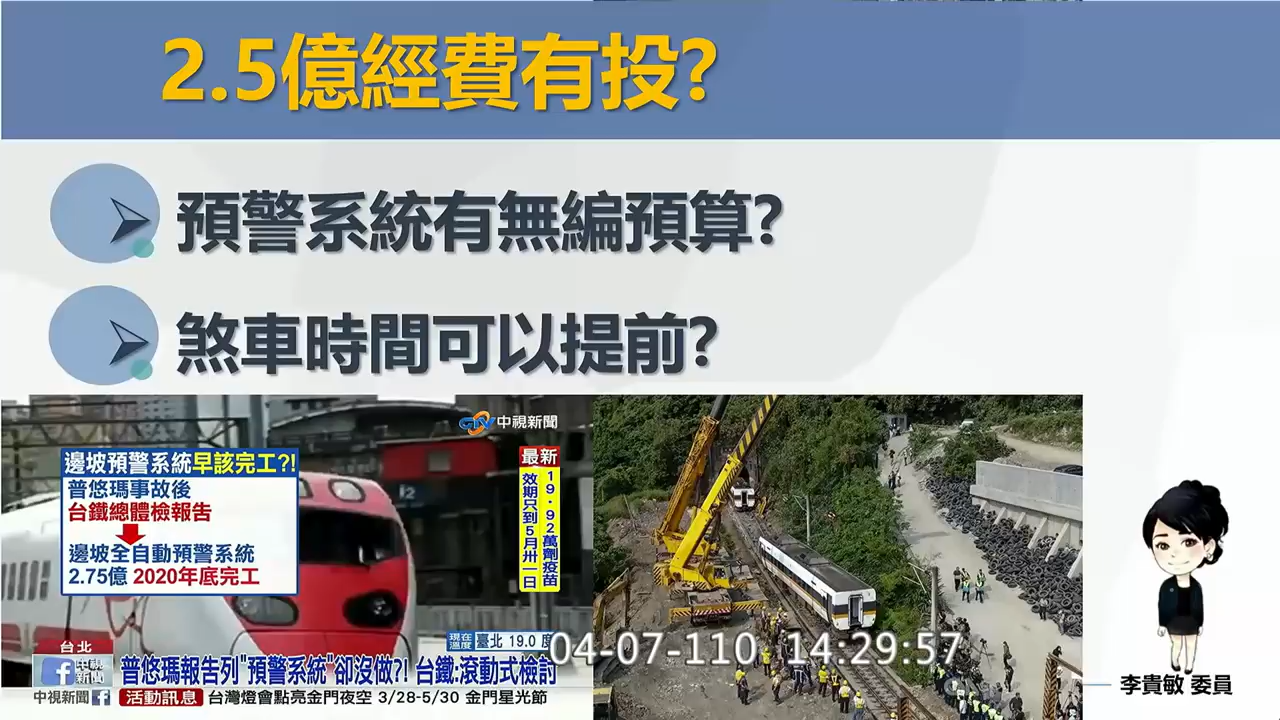 2.5億經費有投?
預警系統有無編預算?
煞車時間可以提前?
中視新聞
邊坡預警系統早該完工?!
普悠瑪事故後
台鐵總體檢報告
邊坡全自動預警系統
2.75億 2020年底完工
最新
19.92萬劑疫苗
效期只到5月卅一日
台北
中視新聞
現在溫度 臺北 19.0 度
普悠瑪報告列"預警系統"卻沒做?! 台鐵:滾動式檢討
中視新聞 活動訊息 台灣燈會點亮金門夜空 3/28-5/30 金門星光節
04-07-110 14:29:57
李貴敏 委員